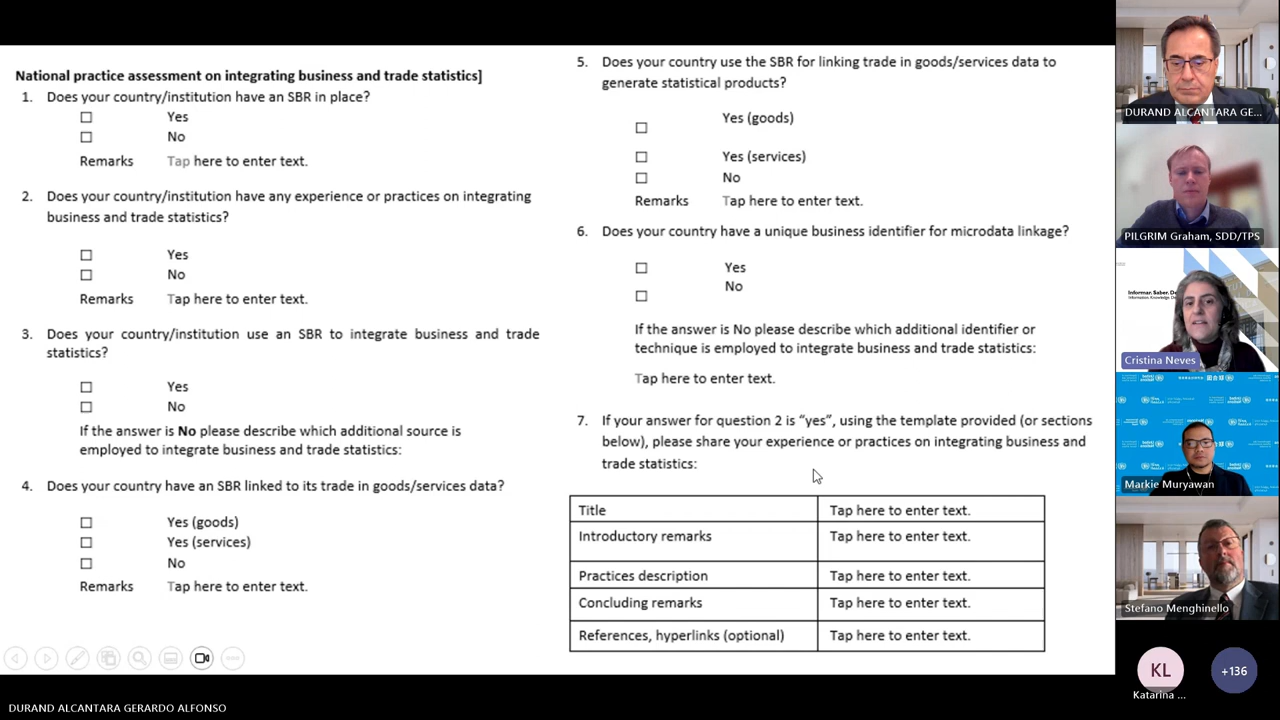 National practice assessment on integrating business and trade statistics]
1. Does your country/institution have an SBR in place?
Yes
No
Remarks Tap here to enter text.
2. Does your country/institution have any experience or practices on integrating
business and trade statistics?
Yes
No
Remarks Tap here to enter text.
3. Does your country/institution use an SBR to integrate business and trade
statistics?
Yes
No
If the answer is No please describe which additional source is
employed to integrate business and trade statistics:
4. Does your country have an SBR linked to its trade in goods/services data?
Yes (goods)
Yes (services)
No
Remarks Tap here to enter text.
5. Does your country use the SBR for linking trade in goods/services data to
generate statistical products?
Yes (goods)
Yes (services)
No
Remarks Tap here to enter text.
6. Does your country have a unique business identifier for microdata linkage?
Yes
No
If the answer is No please describe which additional identifier or
technique is employed to integrate business and trade statistics:
Tap here to enter text.
7. If your answer for question 2 is “yes”, using the template provided (or sections
below), please share your experience or practices on integrating business and
trade statistics:
Title Tap here to enter text.
Introductory remarks Tap here to enter text.
Practices description Tap here to enter text.
Concluding remarks Tap here to enter text.
References, hyperlinks (optional) Tap here to enter text.
DURAND ALCANTARA GE...
PILGRIM Graham, SDD/TPS
Informar. Saber. De
Cristina Neves
Markie Muryawan
Stefano Menghinello
KL
Katarina ...
+136
DURAND ALCANTARA GERARDO ALFONSO